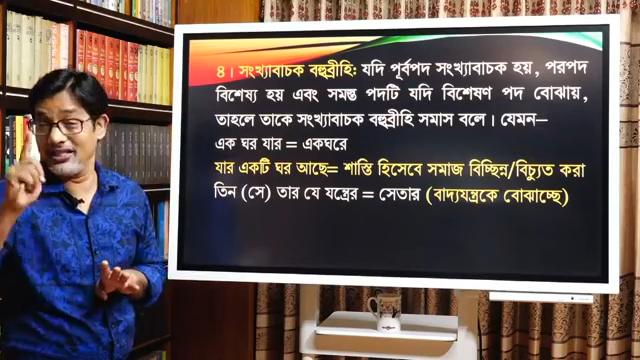 ৪। সংখ্যাবাচক বহুব্রীহি: যদি পূর্বপদ সংখ্যাবাচক হয়, পরপদ
বিশেষ্য হয় এবং সমস্ত পদটি যদি বিশেষণ পদ বোঝায়,
তাহলে তাকে সংখ্যাবাচক বহুব্রীহি সমাস বলে। যেমন–
এক ঘর যার = একঘরে
যার একটি ঘর আছে= শাস্তি হিসেবে সমাজ বিচ্ছিন্ন/বিচ্যুত করা
তিন (সে) তার যে যন্ত্রের = সেতার (বাদ্যযন্ত্রকে বোঝাচ্ছে)